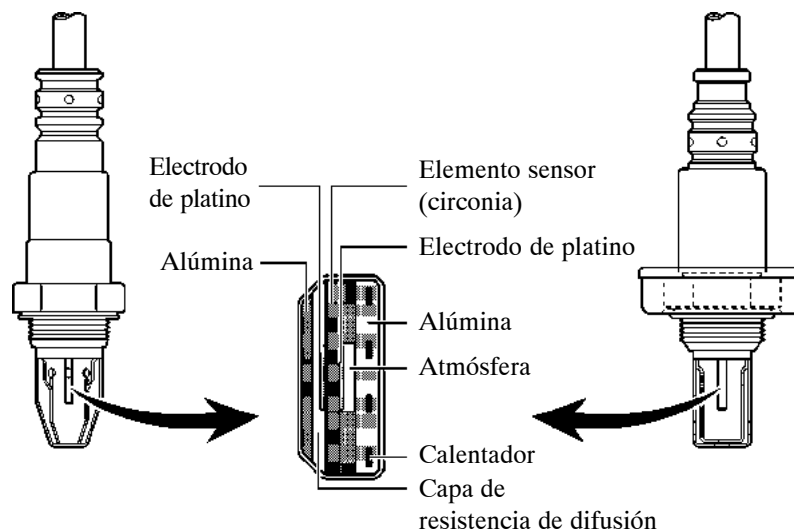 Electrodo
de platino
Alúmina
Elemento sensor
(circonia)
Electrodo de platino
Alúmina
Atmósfera
Calentador
Capa de
resistencia de difusión